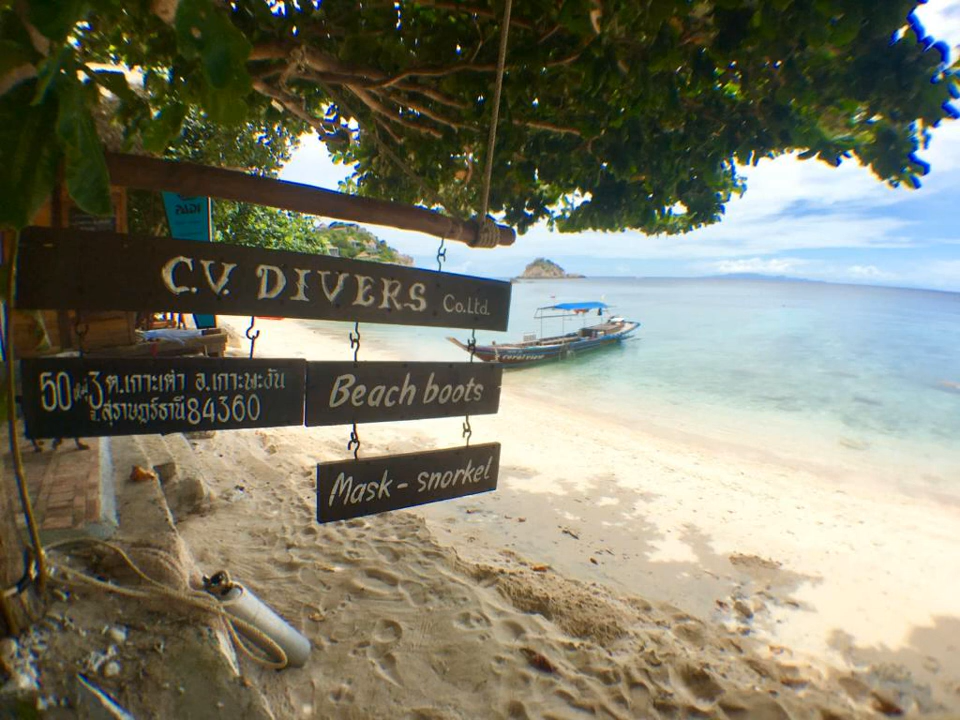 PADI
C.V. DIVERS Co.Ltd.
50 หมู่ 3 ต.เกาะเต่า อ.เกาะพะงัน
จ.สุราษฎร์ธานี 84360
Beach boots
Mask - snorkel